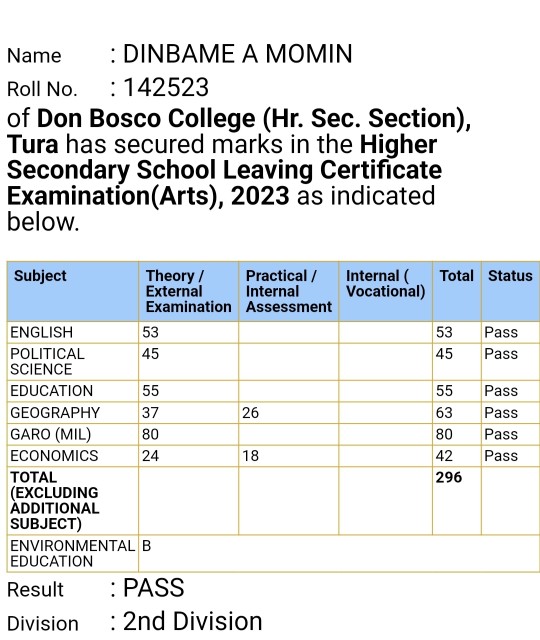 Name : DINBAME A MOMIN
Roll No. : 142523
of Don Bosco College (Hr. Sec. Section),
Tura has secured marks in the Higher
Secondary School Leaving Certificate
Examination(Arts), 2023 as indicated
below.
Subject Theory / External Examination Practical / Internal Assessment Internal ( Vocational) Total Status
ENGLISH 53 53 Pass
POLITICAL SCIENCE 45 45 Pass
EDUCATION 55 55 Pass
GEOGRAPHY 37 26 63 Pass
GARO (MIL) 80 80 Pass
ECONOMICS 24 18 42 Pass
TOTAL (EXCLUDING ADDITIONAL SUBJECT) 296
ENVIRONMENTAL EDUCATION B
Result : PASS
Division : 2nd Division